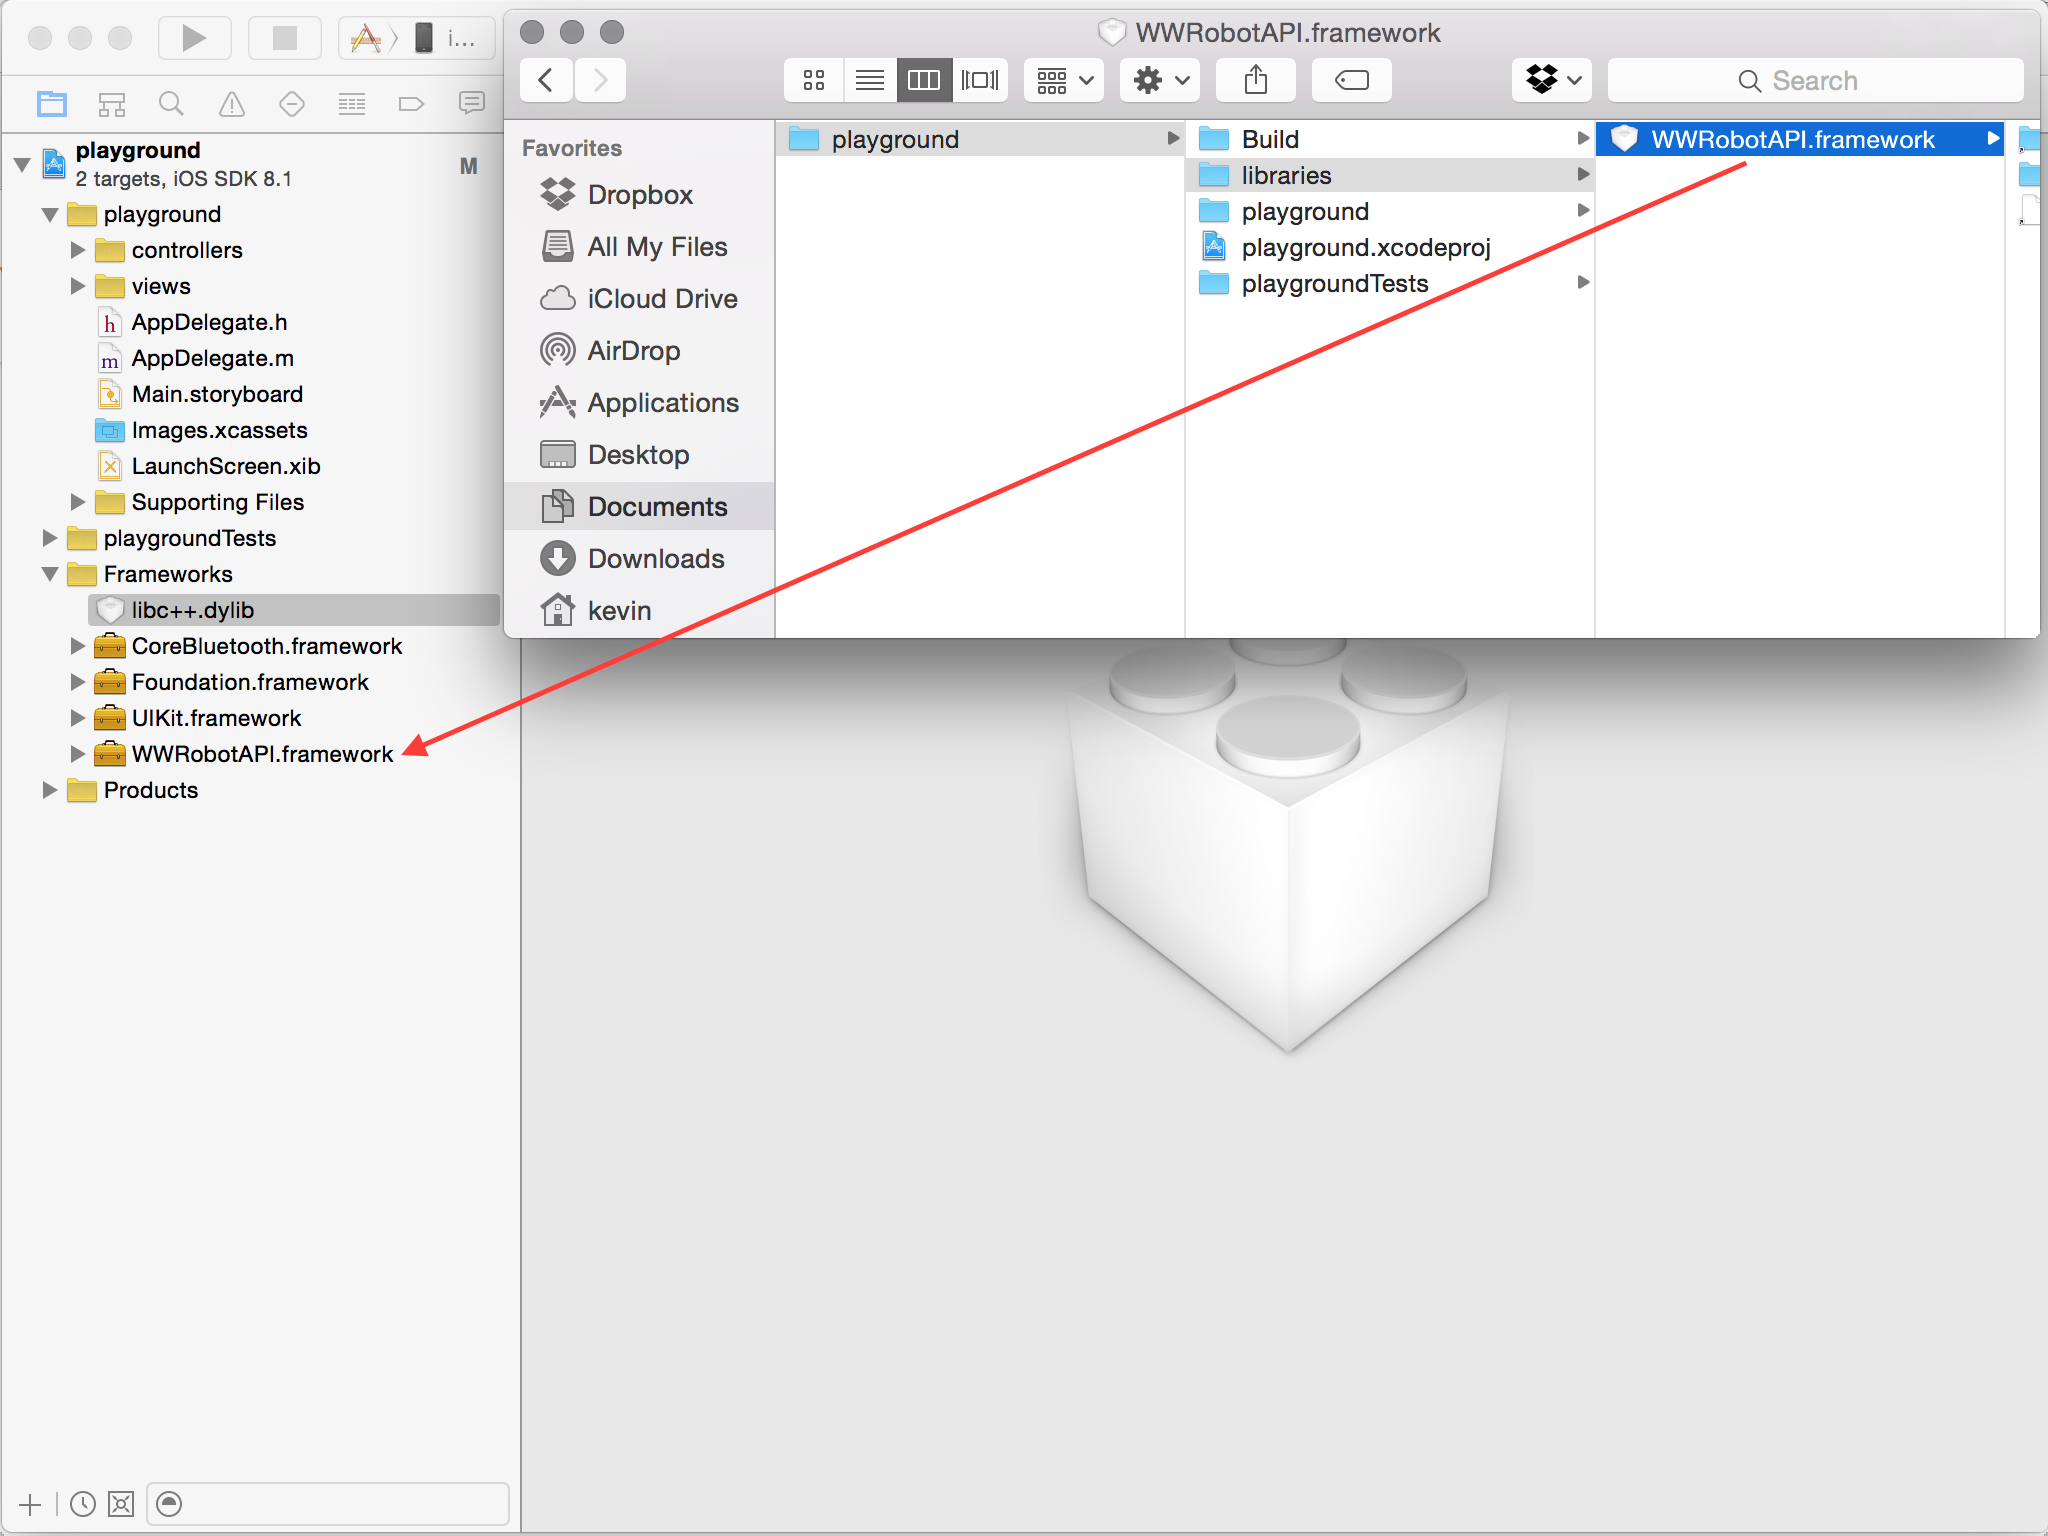 i...
playground
2 targets, iOS SDK 8.1
M
playground
controllers
views
h AppDelegate.h
m AppDelegate.m
Main.storyboard
Images.xcassets
LaunchScreen.xib
Supporting Files
playgroundTests
Frameworks
libc++.dylib
CoreBluetooth.framework
Foundation.framework
UIKit.framework
WWRobotAPI.framework
Products
WWRobotAPI.framework
Search
Favorites
Dropbox
All My Files
iCloud Drive
AirDrop
Applications
Desktop
Documents
Downloads
kevin
playground
Build
libraries
playground
playground.xcodeproj
playgroundTests
WWRobotAPI.framework